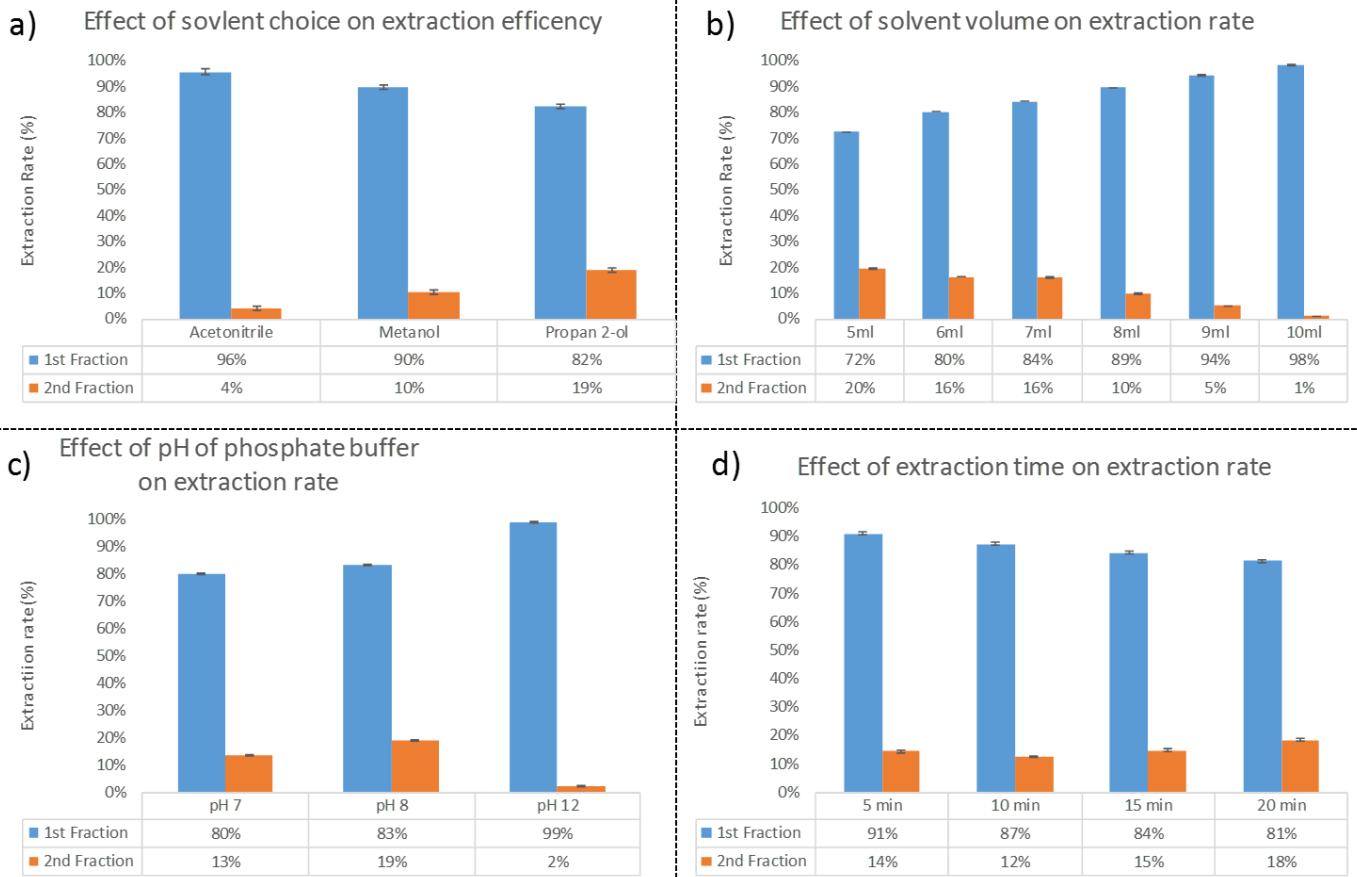 a)
Effect of sovlent choice on extraction efficency
Extraction Rate (%)
100%
90%
80%
70%
60%
50%
40%
30%
20%
10%
0%
Acetonitrile Metanol Propan 2-ol
1st Fraction 96% 90% 82%
2nd Fraction 4% 10% 19%
b)
Effect of solvent volume on extraction rate
Extraction Rate (%)
100%
90%
80%
70%
60%
50%
40%
30%
20%
10%
0%
5ml 6ml 7ml 8ml 9ml 10ml
1st Fraction 72% 80% 84% 89% 94% 98%
2nd Fraction 20% 16% 16% 10% 5% 1%
c)
Effect of pH of phosphate buffer
on extraction rate
Extractiion rate (%)
100%
90%
80%
70%
60%
50%
40%
30%
20%
10%
0%
pH 7 pH 8 pH 12
1st Fraction 80% 83% 99%
2nd Fraction 13% 19% 2%
d)
Effect of extraction time on extraction rate
Extractiion rate (%)
100%
90%
80%
70%
60%
50%
40%
30%
20%
10%
0%
5 min 10 min 15 min 20 min
1st Fraction 91% 87% 84% 81%
2nd Fraction 14% 12% 15% 18%